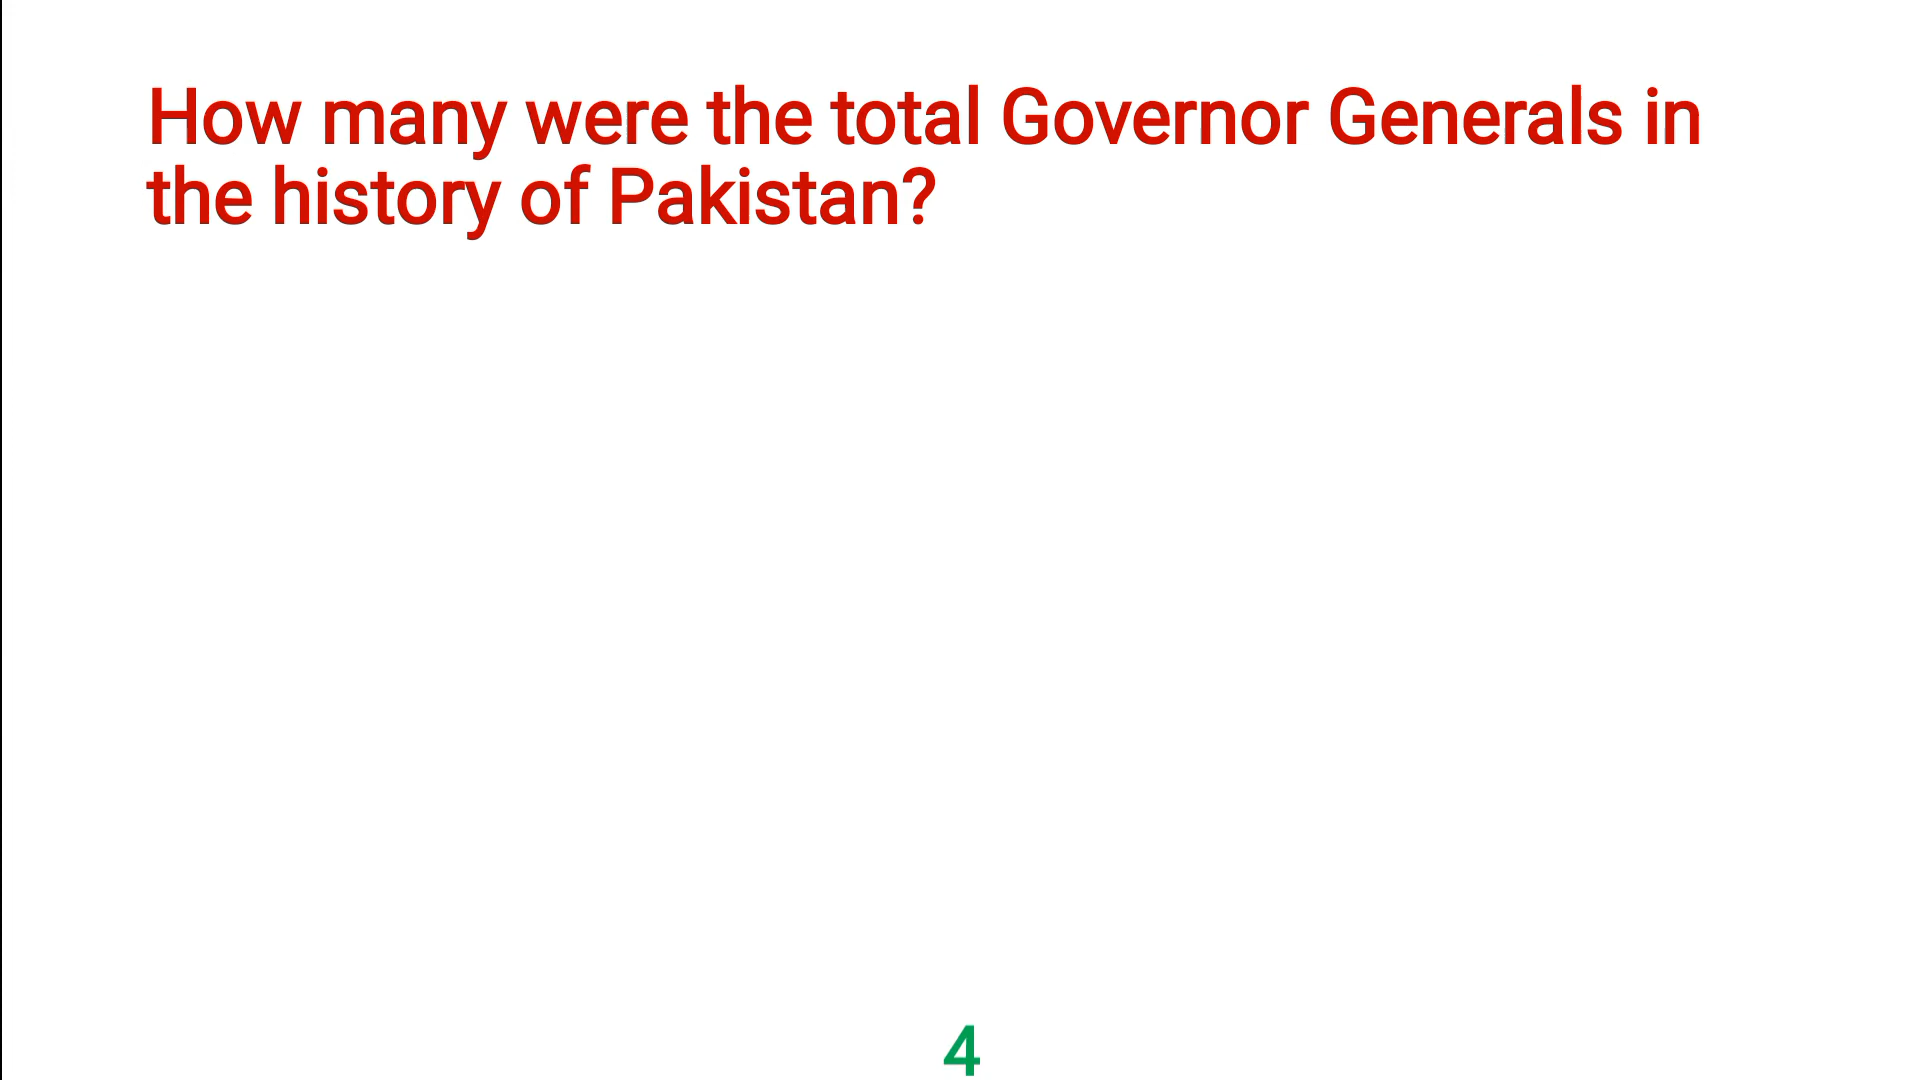 How many were the total Governor Generals in
the history of Pakistan?
4